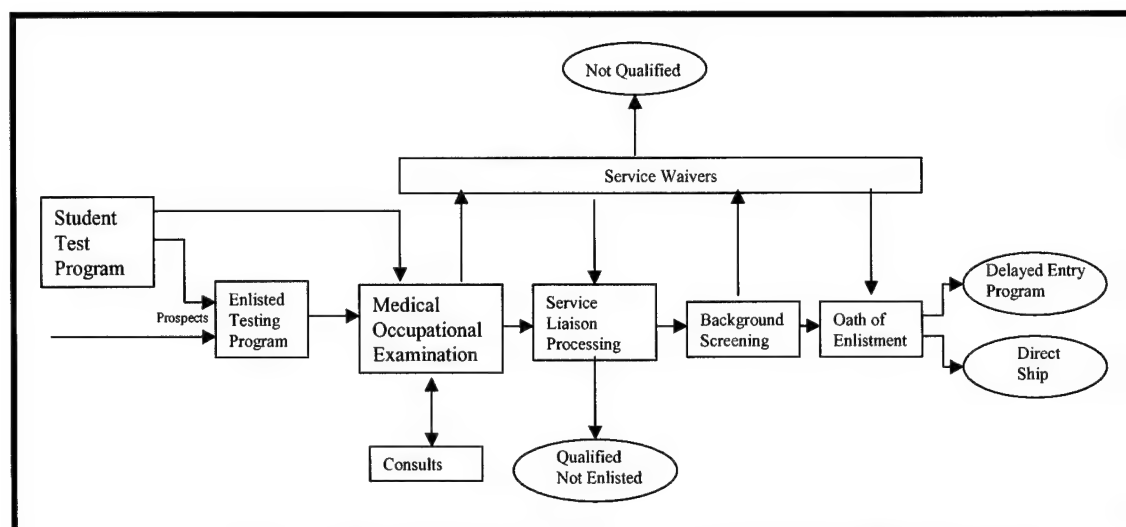 Not Qualified
Service Waivers
Student
Test
Program
Prospects
Enlisted
Testing
Program
Medical
Occupational
Examination
Service
Liaison
Processing
Background
Screening
Oath of
Enlistment
Delayed Entry
Program
Direct
Ship
Consults
Qualified
Not Enlisted